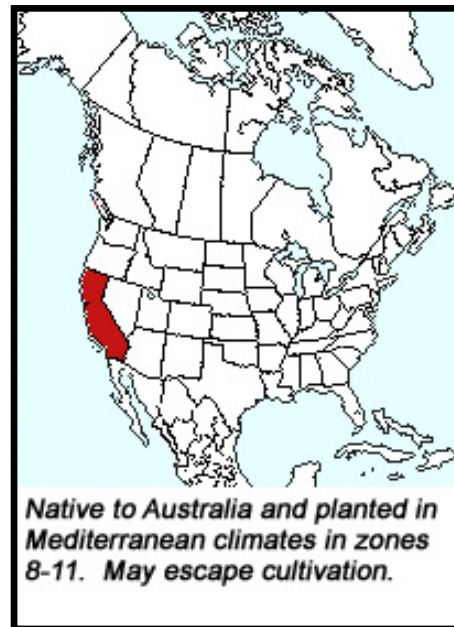 Native to Australia and planted in
Mediterranean climates in zones
8-11.  May escape cultivation.